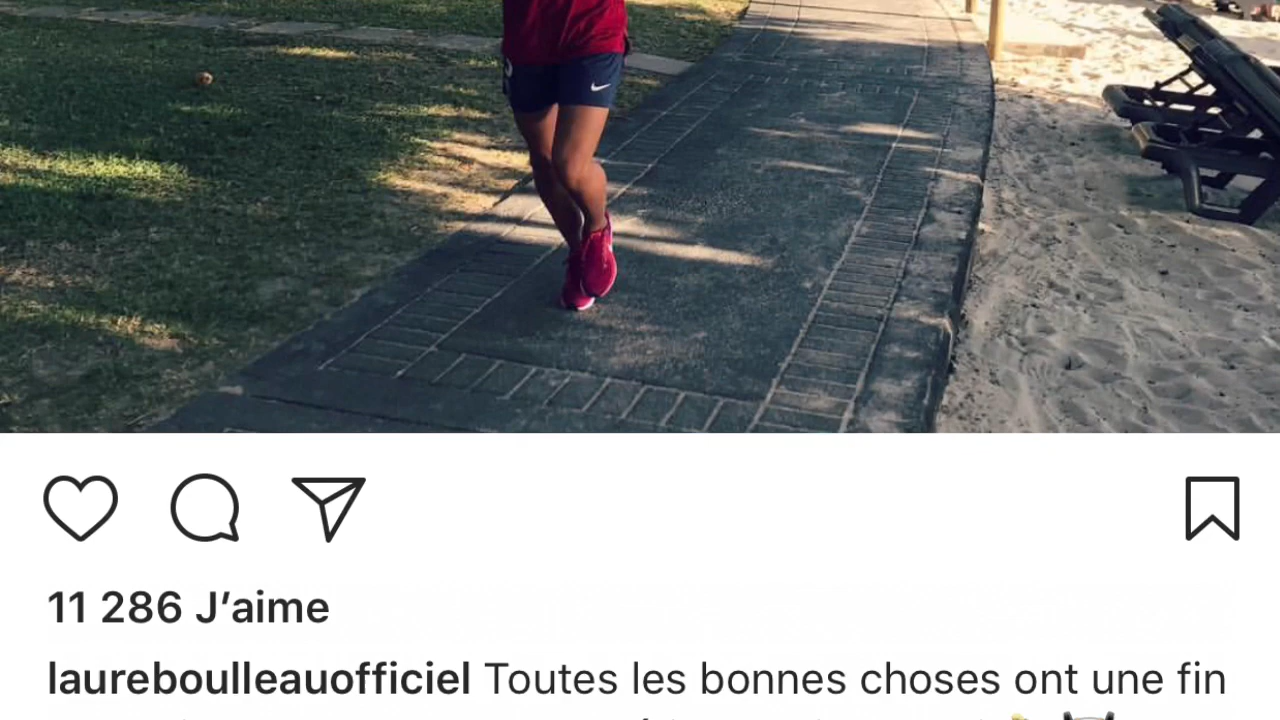 11 286 J’aime
laureboulleauofficiel Toutes les bonnes choses ont une fin